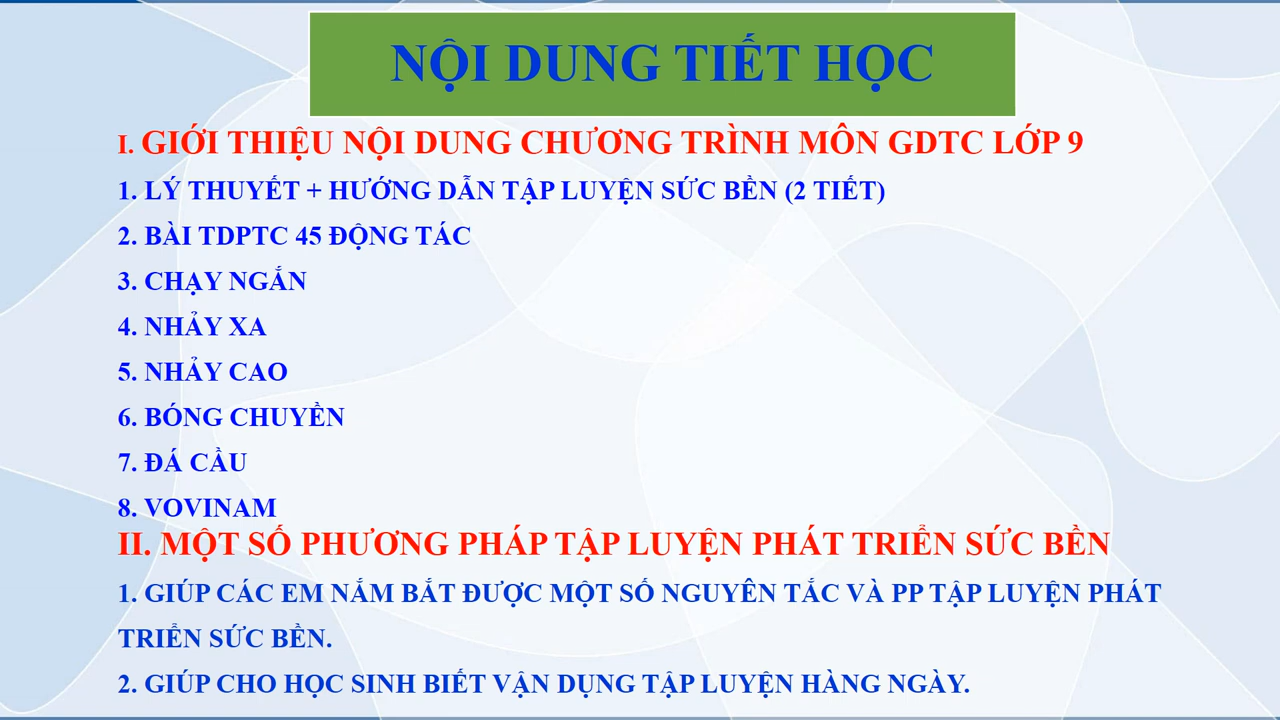 NỘI DUNG TIẾT HỌC
I. GIỚI THIỆU NỘI DUNG CHƯƠNG TRÌNH MÔN GDTC LỚP 9
1. LÝ THUYẾT + HƯỚNG DẪN TẬP LUYỆN SỨC BỀN (2 TIẾT)
2. BÀI TDPTC 45 ĐỘNG TÁC
3. CHẠY NGẮN
4. NHẢY XA
5. NHẢY CAO
6. BÓNG CHUYỀN
7. ĐÁ CẦU
8. VOVINAM
II. MỘT SỐ PHƯƠNG PHÁP TẬP LUYỆN PHÁT TRIỂN SỨC BỀN
1. GIÚP CÁC EM NẮM BẮT ĐƯỢC MỘT SỐ NGUYÊN TẮC VÀ PP TẬP LUYỆN PHÁT
TRIỂN SỨC BỀN.
2. GIÚP CHO HỌC SINH BIẾT VẬN DỤNG TẬP LUYỆN HÀNG NGÀY.